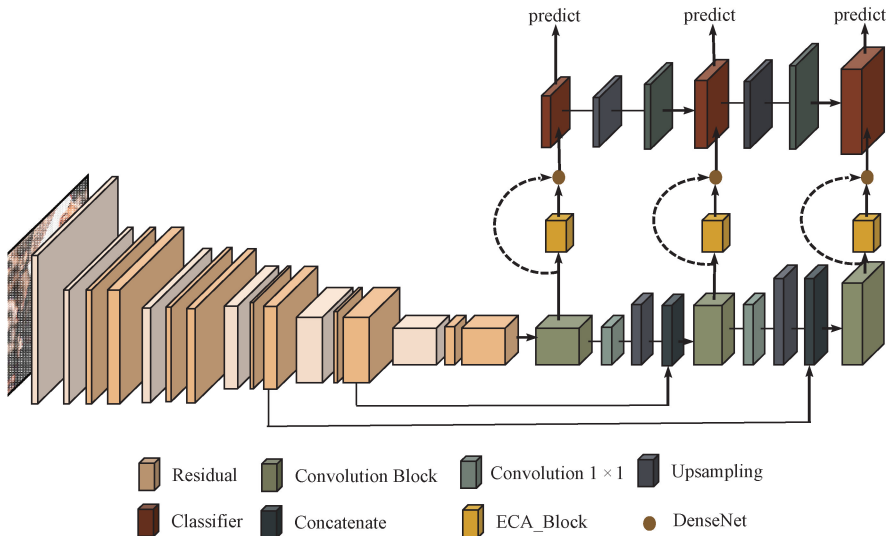 predict predict predict
Residual Convolution Block Convolution 1 × 1 Upsampling
Classifier Concatenate ECA_Block DenseNet